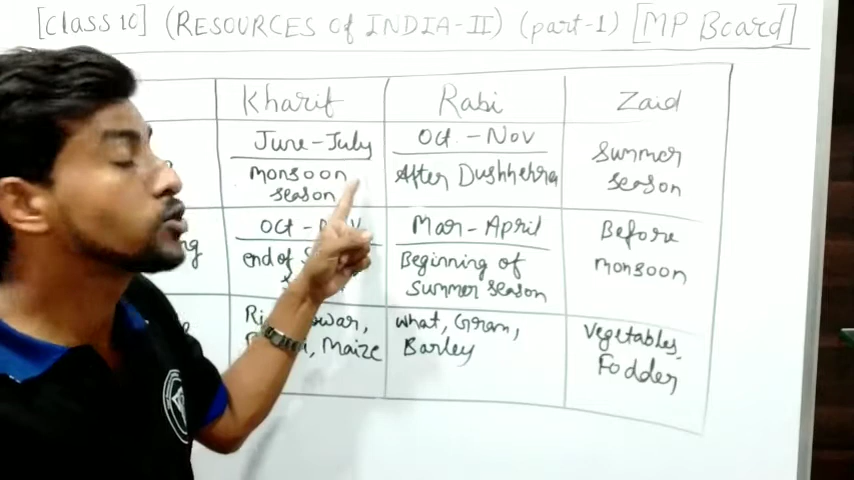 [Class 10] (RESOURCES Of INDIA-II) (part-1) [MP Board]
Kharif Rabi Zaid
June-July Oct - Nov Summer
monsoon After Dushhehra season
season
Oct - Mar - April Before
end of Beginning of monsoon
summer season
what, Gram, Vegetables,
Maize Barley Fodder